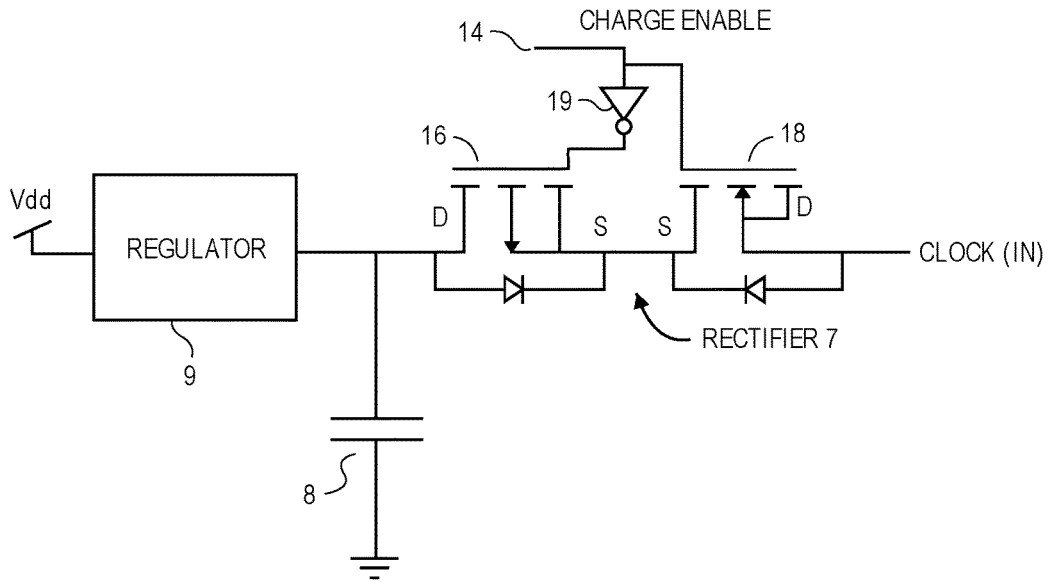 CHARGE ENABLE
14
19
16
18
Vdd
D
S
S
D
REGULATOR
CLOCK (IN)
RECTIFIER 7
9
8